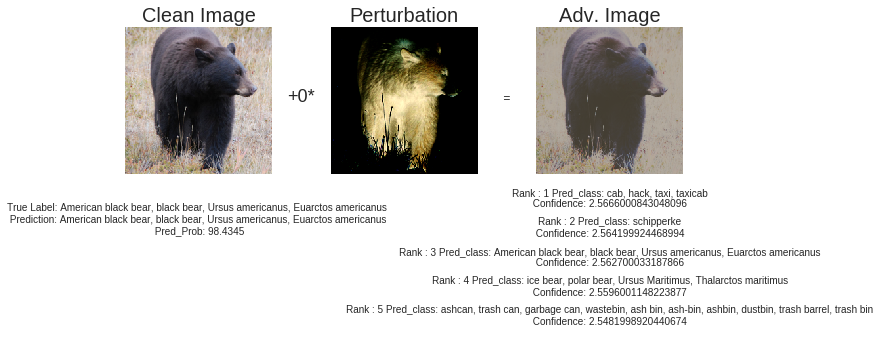 Clean Image
Perturbation
Adv. Image
+0*
=
True Label: American black bear, black bear, Ursus americanus, Euarctos americanus
Prediction: American black bear, black bear, Ursus americanus, Euarctos americanus
Pred_Prob: 98.4345
Rank : 1 Pred_class: cab, hack, taxi, taxicab
Confidence: 2.5666000843048096
Rank : 2 Pred_class: schipperke
Confidence: 2.564199924468994
Rank : 3 Pred_class: American black bear, black bear, Ursus americanus, Euarctos americanus
Confidence: 2.562700033187866
Rank : 4 Pred_class: ice bear, polar bear, Ursus Maritimus, Thalarctos maritimus
Confidence: 2.5596001148223877
Rank : 5 Pred_class: ashcan, trash can, garbage can, wastebin, ash bin, ash-bin, ashbin, dustbin, trash barrel, trash bin
Confidence: 2.5481998920440674